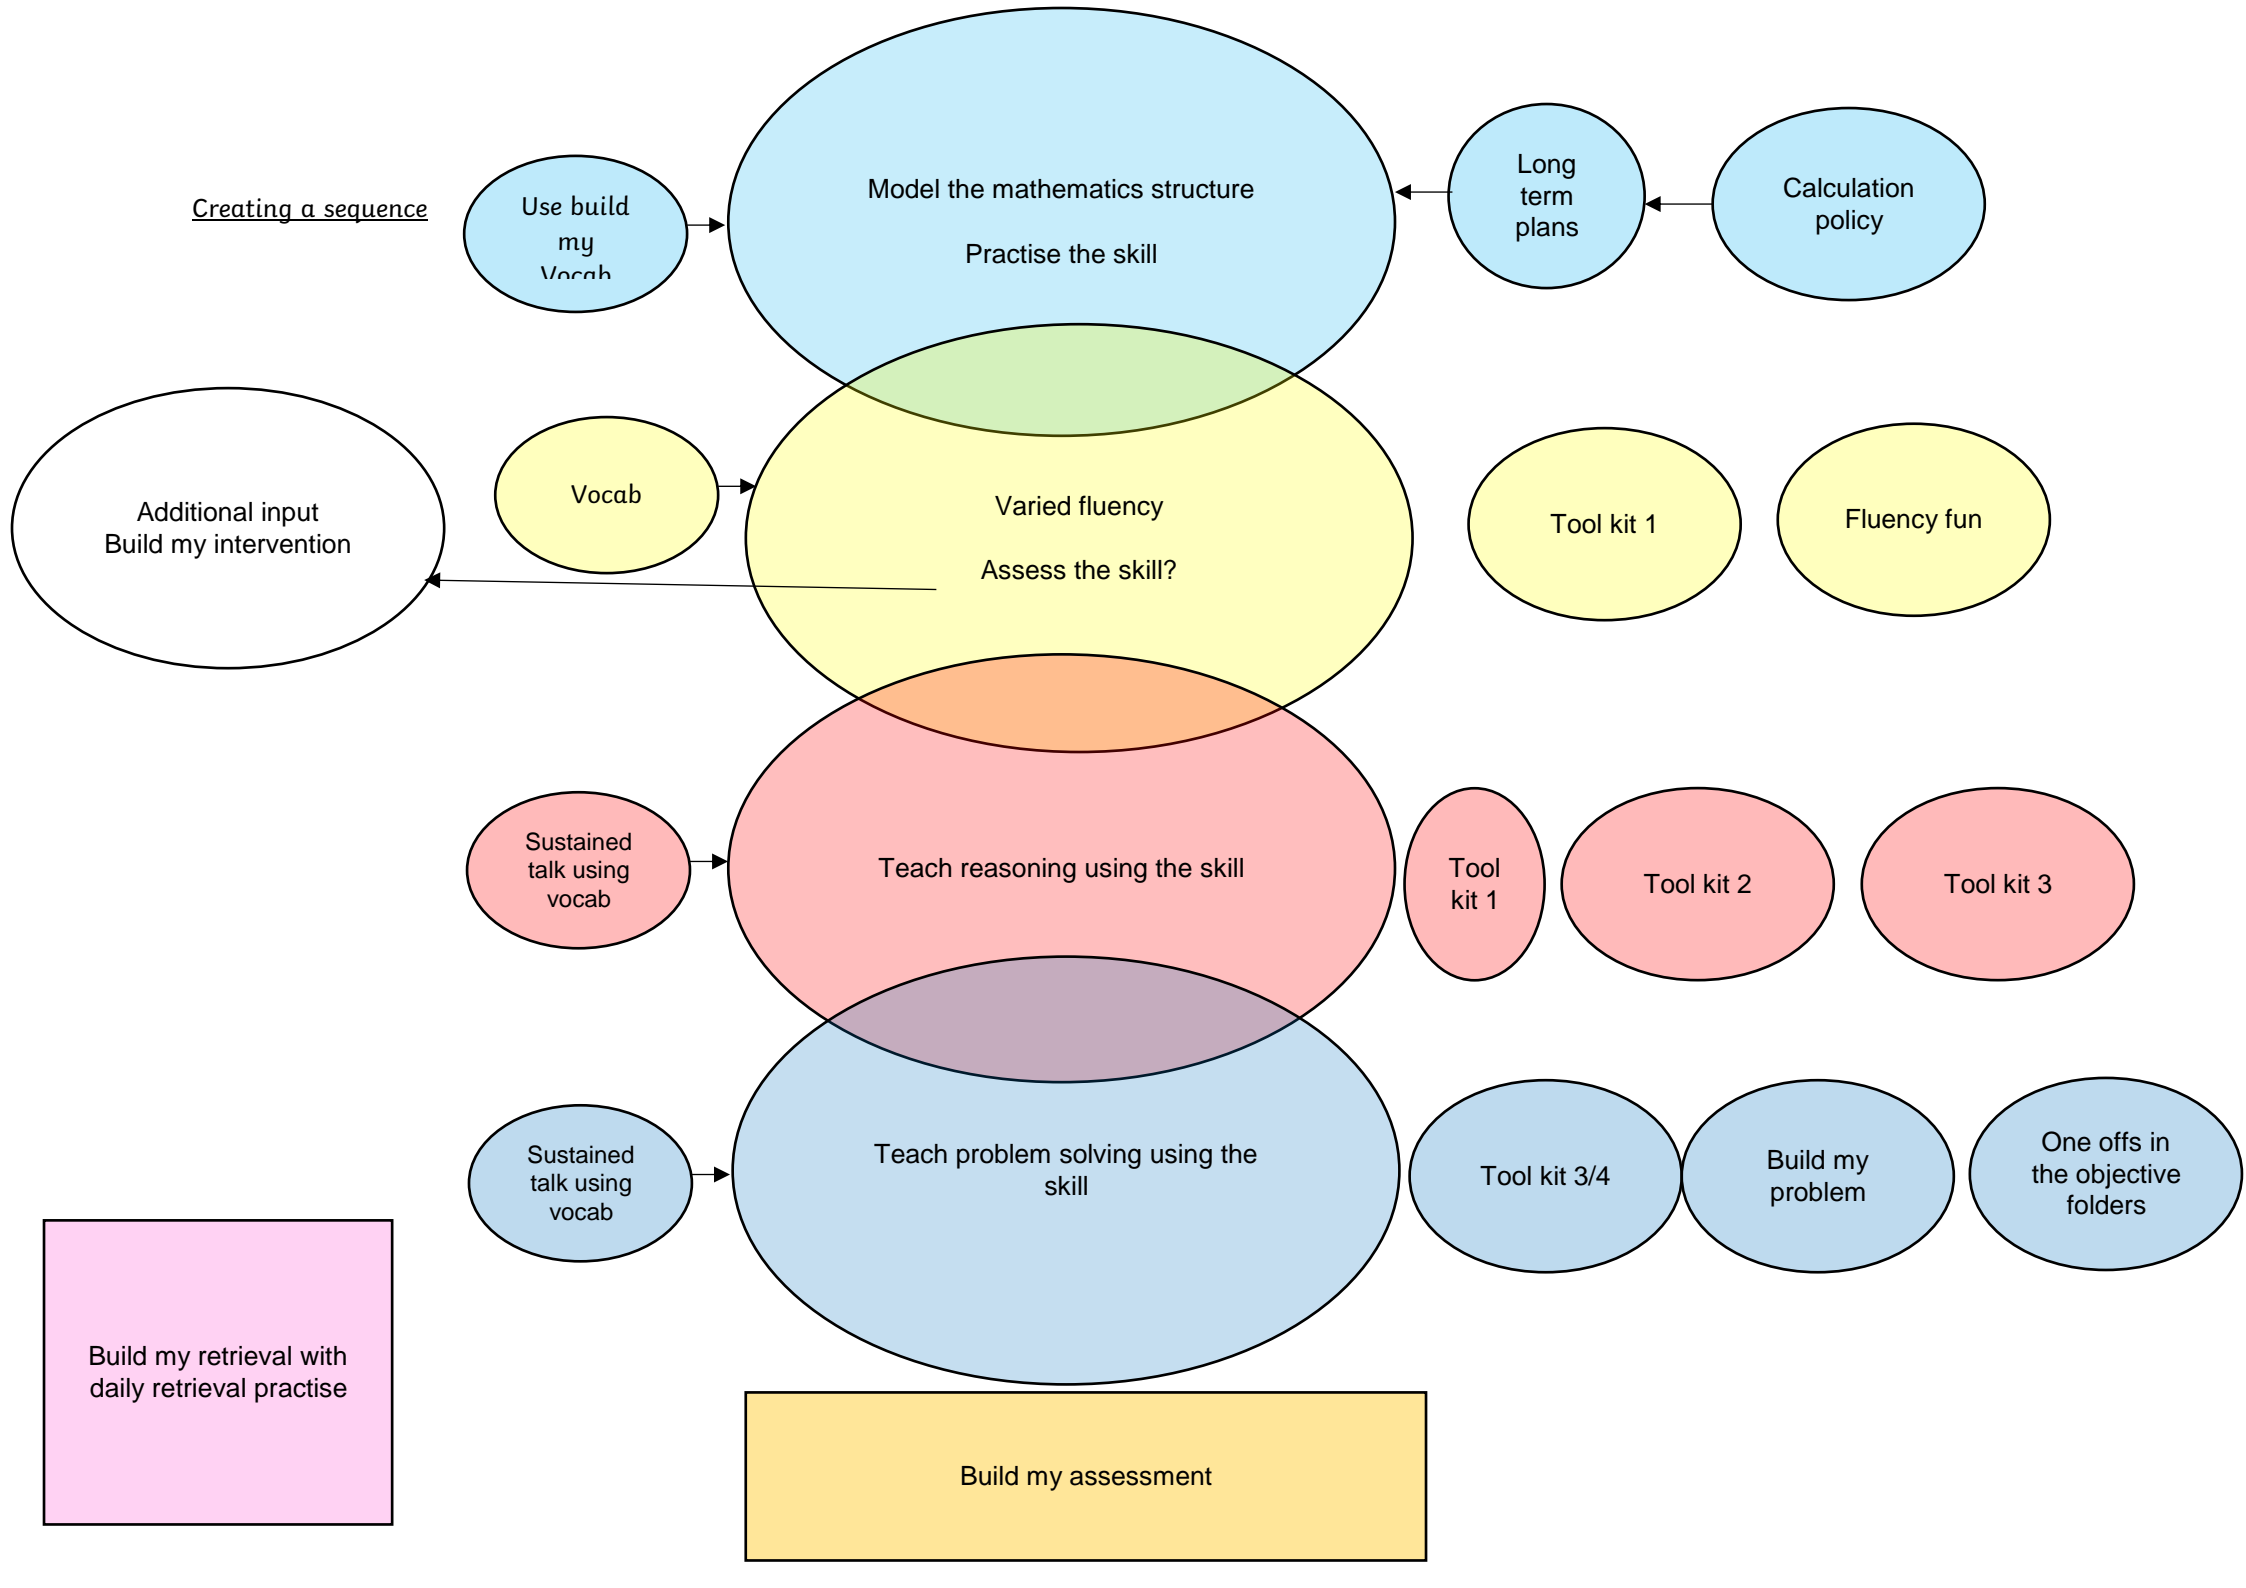 Creating a sequence
Use build
my
Vocab
Model the mathematics structure
Practise the skill
Long
term
plans
Calculation
policy
Additional input
Build my intervention
Vocab
Varied fluency
Assess the skill?
Tool kit 1
Fluency fun
Sustained
talk using
vocab
Teach reasoning using the skill
Tool
kit 1
Tool kit 2
Tool kit 3
Sustained
talk using
vocab
Teach problem solving using the
skill
Tool kit 3/4
Build my
problem
One offs in
the objective
folders
Build my retrieval with
daily retrieval practise
Build my assessment